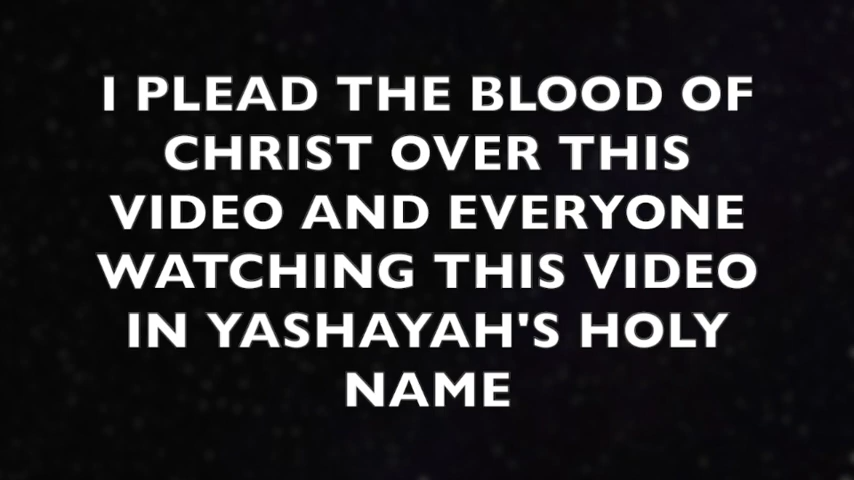 I PLEAD THE BLOOD OF
CHRIST OVER THIS
VIDEO AND EVERYONE
WATCHING THIS VIDEO
IN YASHAYAH'S HOLY
NAME